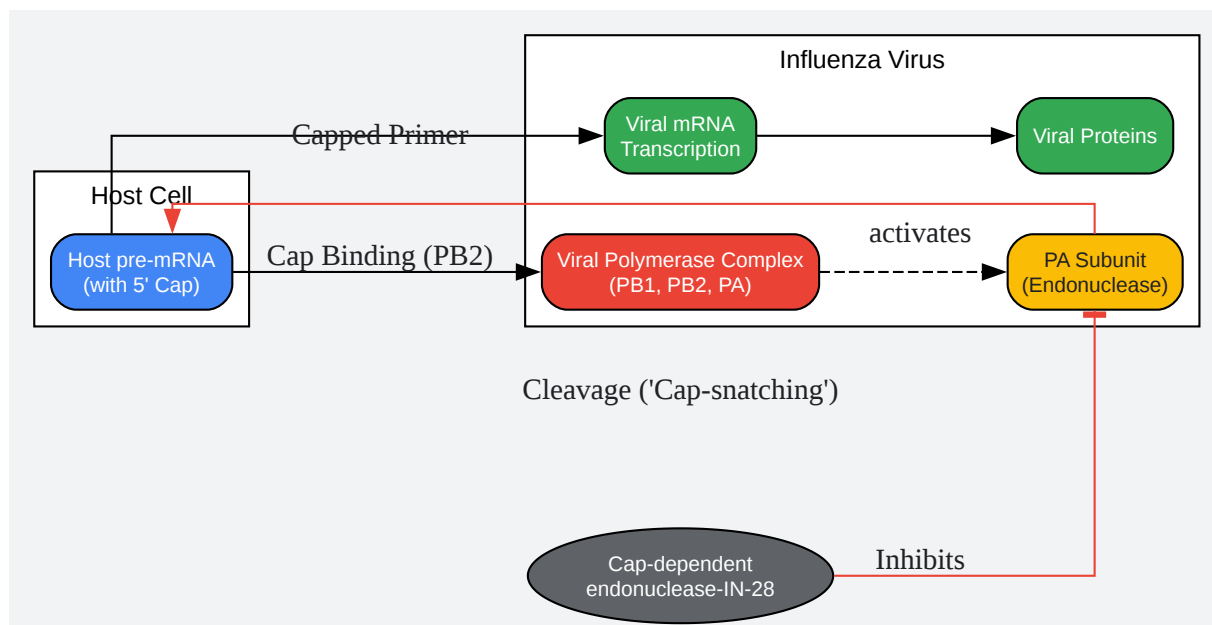 Influenza Virus
Viral mRNA
Transcription
Viral Proteins
Capped Primer
Host Cell
Host pre-mRNA
(with 5' Cap)
Cap Binding (PB2)
Viral Polymerase Complex
(PB1, PB2, PA)
activates
PA Subunit
(Endonuclease)
Cleavage ('Cap-snatching')
Cap-dependent
endonuclease-IN-28
Inhibits